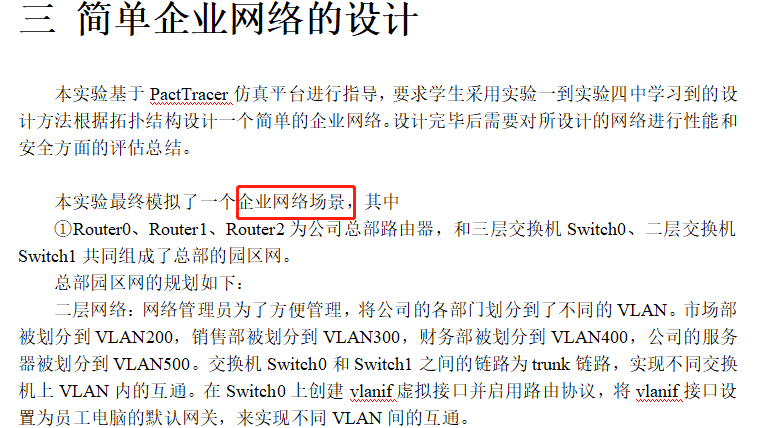 三 简单企业网络的设计
本实验基于 PactTracer 仿真平台进行指导，要求学生采用实验一到实验四中学习到的设
计方法根据拓扑结构设计一个简单的企业网络。设计完毕后需要对所设计的网络进行性能和
安全方面的评估总结。
本实验最终模拟了一个企业网络场景，其中
①Router0、Router1、Router2 为公司总部路由器，和三层交换机 Switch0、二层交换机
Switch1 共同组成了总部的园区网。
总部园区网的规划如下：
二层网络：网络管理员为了方便管理，将公司的各部门划分到了不同的 VLAN。市场部
被划分到 VLAN200，销售部被划分到 VLAN300，财务部被划分到 VLAN400，公司的服务
器被划分到 VLAN500。交换机 Switch0 和 Switch1 之间的链路为 trunk 链路，实现不同交换
机上 VLAN 内的互通。在 Switch0 上创建 vlanif 虚拟接口并启用路由协议，将 vlanif 接口设
置为员工电脑的默认网关，来实现不同 VLAN 间的互通。